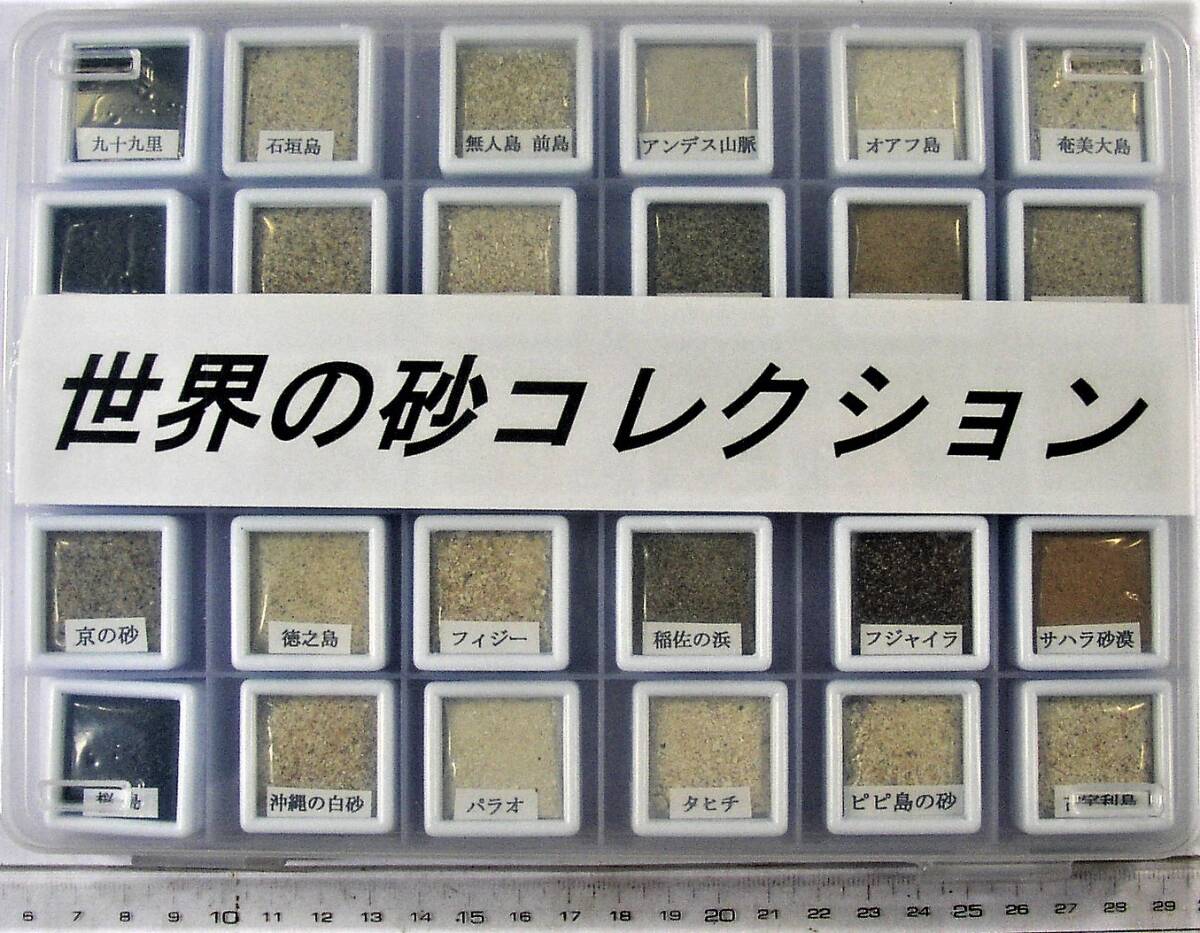 九十九里
石垣島
無人島 前島
アンデス山脈
オアフ島
奄美大島
世界の砂コレクション
京の砂
徳之島
フィジー
稲佐の浜
フジャイラ
サハラ砂漠
島
沖縄の白砂
パラオ
タヒチ
ピピ島の砂
宇利島
6 7 8 9 10 11 12 13 14 15 16 17 18 19 20 21 22 23 24 25 26 27 28 29